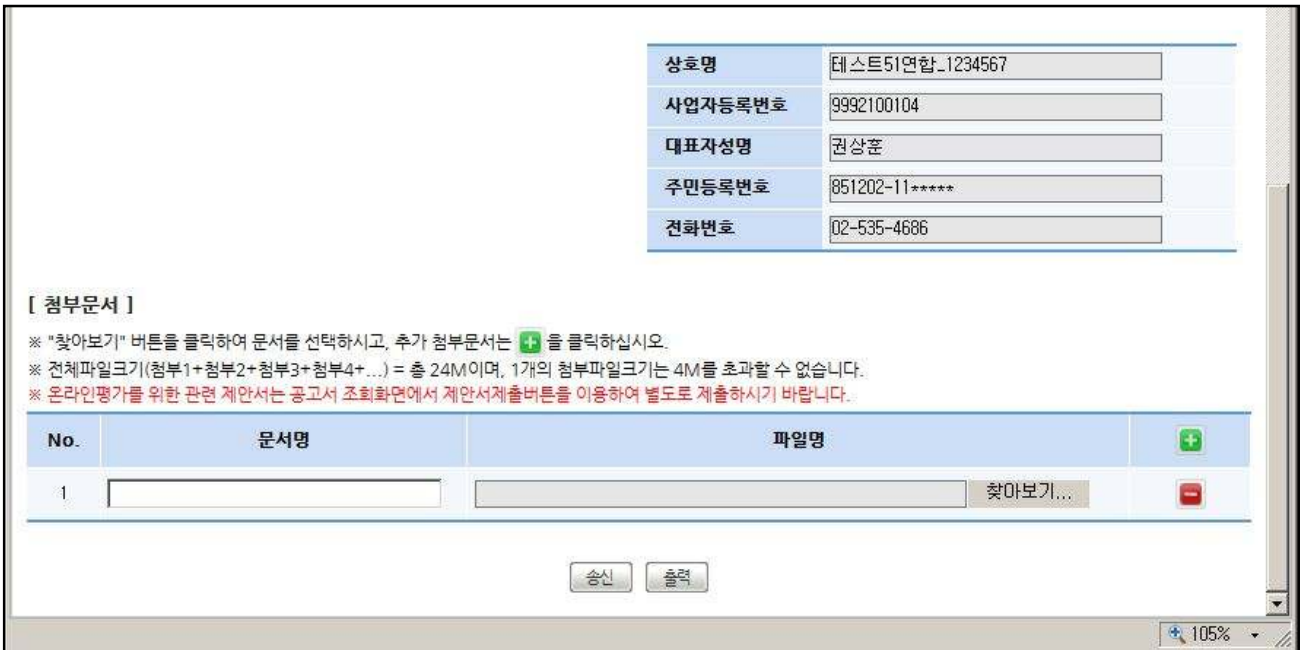 상호명 테스트51연합_1234567
사업자등록번호 9992100104
대표자성명 권상훈
주민등록번호 851202-11*****
전화번호 02-535-4686
[ 첨부문서 ]
※ "찾아보기" 버튼을 클릭하여 문서를 선택하시고, 추가 첨부문서는 을 클릭하십시오.
※ 전체파일크기(첨부1+첨부2+첨부3+첨부4+...) = 총 24M이며, 1개의 첨부파일크기는 4M를 초과할 수 없습니다.
※ 온라인평가를 위한 관련 제안서는 공고서 조회화면에서 제안서제출버튼을 이용하여 별도로 제출하시기 바랍니다.
No. 문서명 파일명
1 찾아보기...
송신 출력
105%